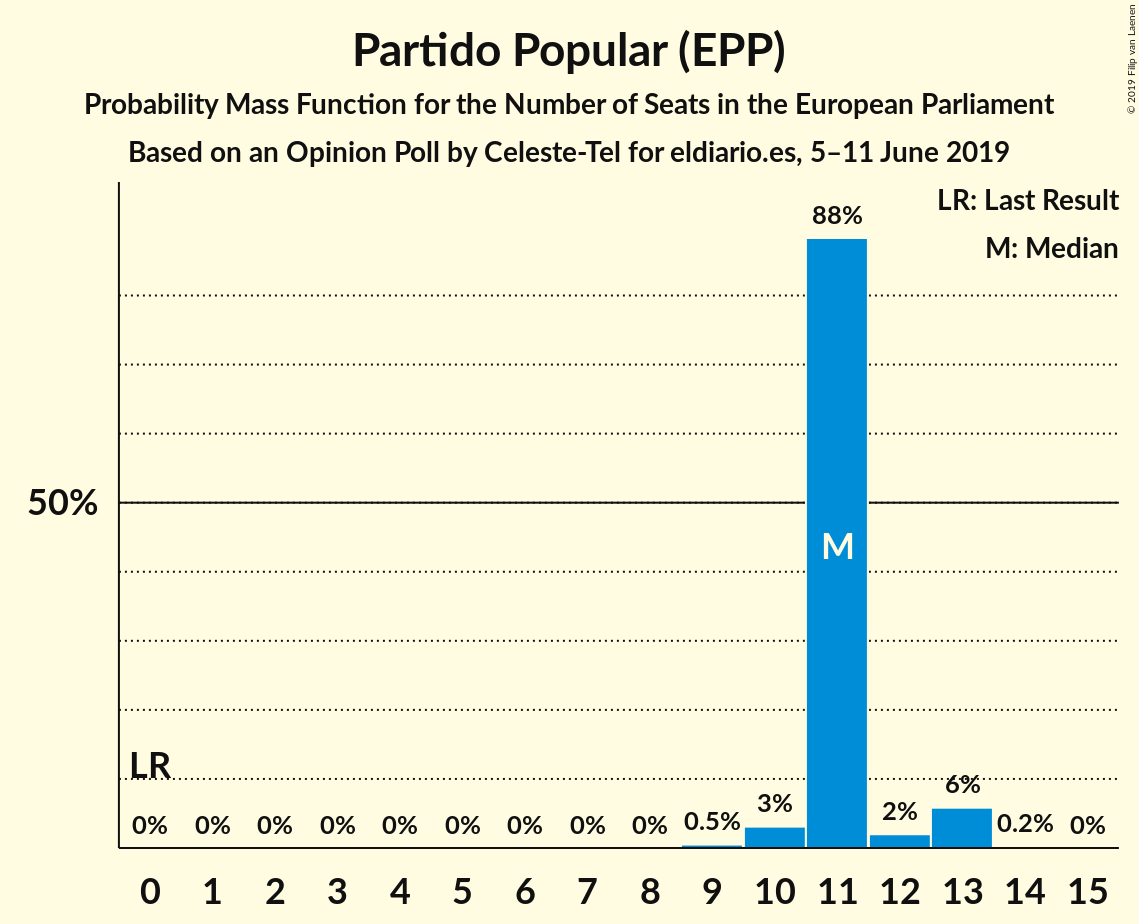 Partido Popular (EPP)
Probability Mass Function for the Number of Seats in the European Parliament
Based on an Opinion Poll by Celeste-Tel for eldiario.es, 5–11 June 2019
© 2019 Filip van Laenen
LR: Last Result
M: Median
88%
50%
M
LR
0% 0% 0% 0% 0% 0% 0% 0% 0% 0.5% 3% 2% 6% 0.2% 0%
0 1 2 3 4 5 6 7 8 9 10 11 12 13 14 15